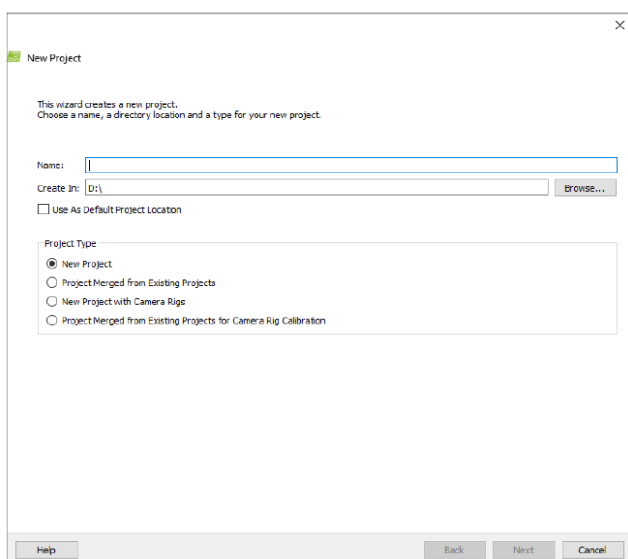 New Project
This wizard creates a new project.
Choose a name, a directory location and a type for your new project.
Name:
Create In: D:\ Browse...
Use As Default Project Location
Project Type
New Project
Project Merged from Existing Projects
New Project with Camera Rigs
Project Merged from Existing Projects for Camera Rig Calibration
Help Back Next Cancel